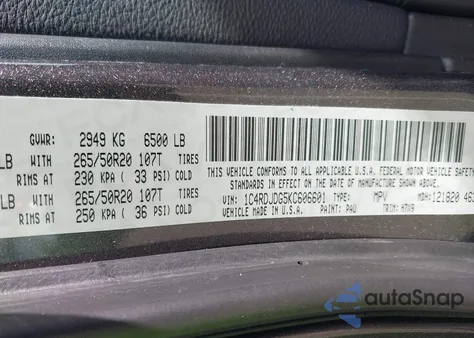 GVWR: 2949 KG 6500 LB
LB WITH 265/50R20 107T TIRES
RIMS AT 230 KPA ( 33 PSI) COLD
LB WITH 265/50R20 107T TIRES
RIMS AT 250 KPA ( 36 PSI) COLD
THIS VEHICLE CONFORMS TO ALL APPLICABLE U.S.A. FEDERAL MOTOR VEHICLE SAFETY
STANDARDS IN EFFECT ON THE DATE OF MANUFACTURE SHOWN ABOVE.
VIN: 1C4RDJDG5KC606601 TYPE: MPV MDH: 121820 463
VEHICLE MADE IN U.S.A. PAINT: PAU TRIM: H7X9
autoSnap